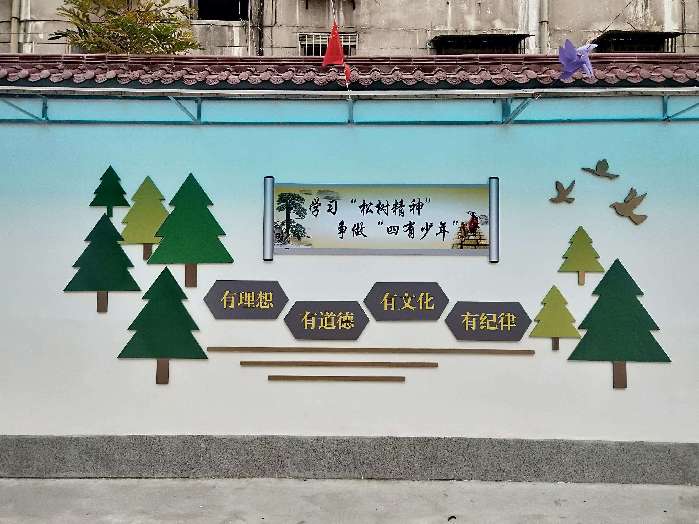 学习“松树精神”
争做“四有少年”
有理想
有道德
有文化
有纪律